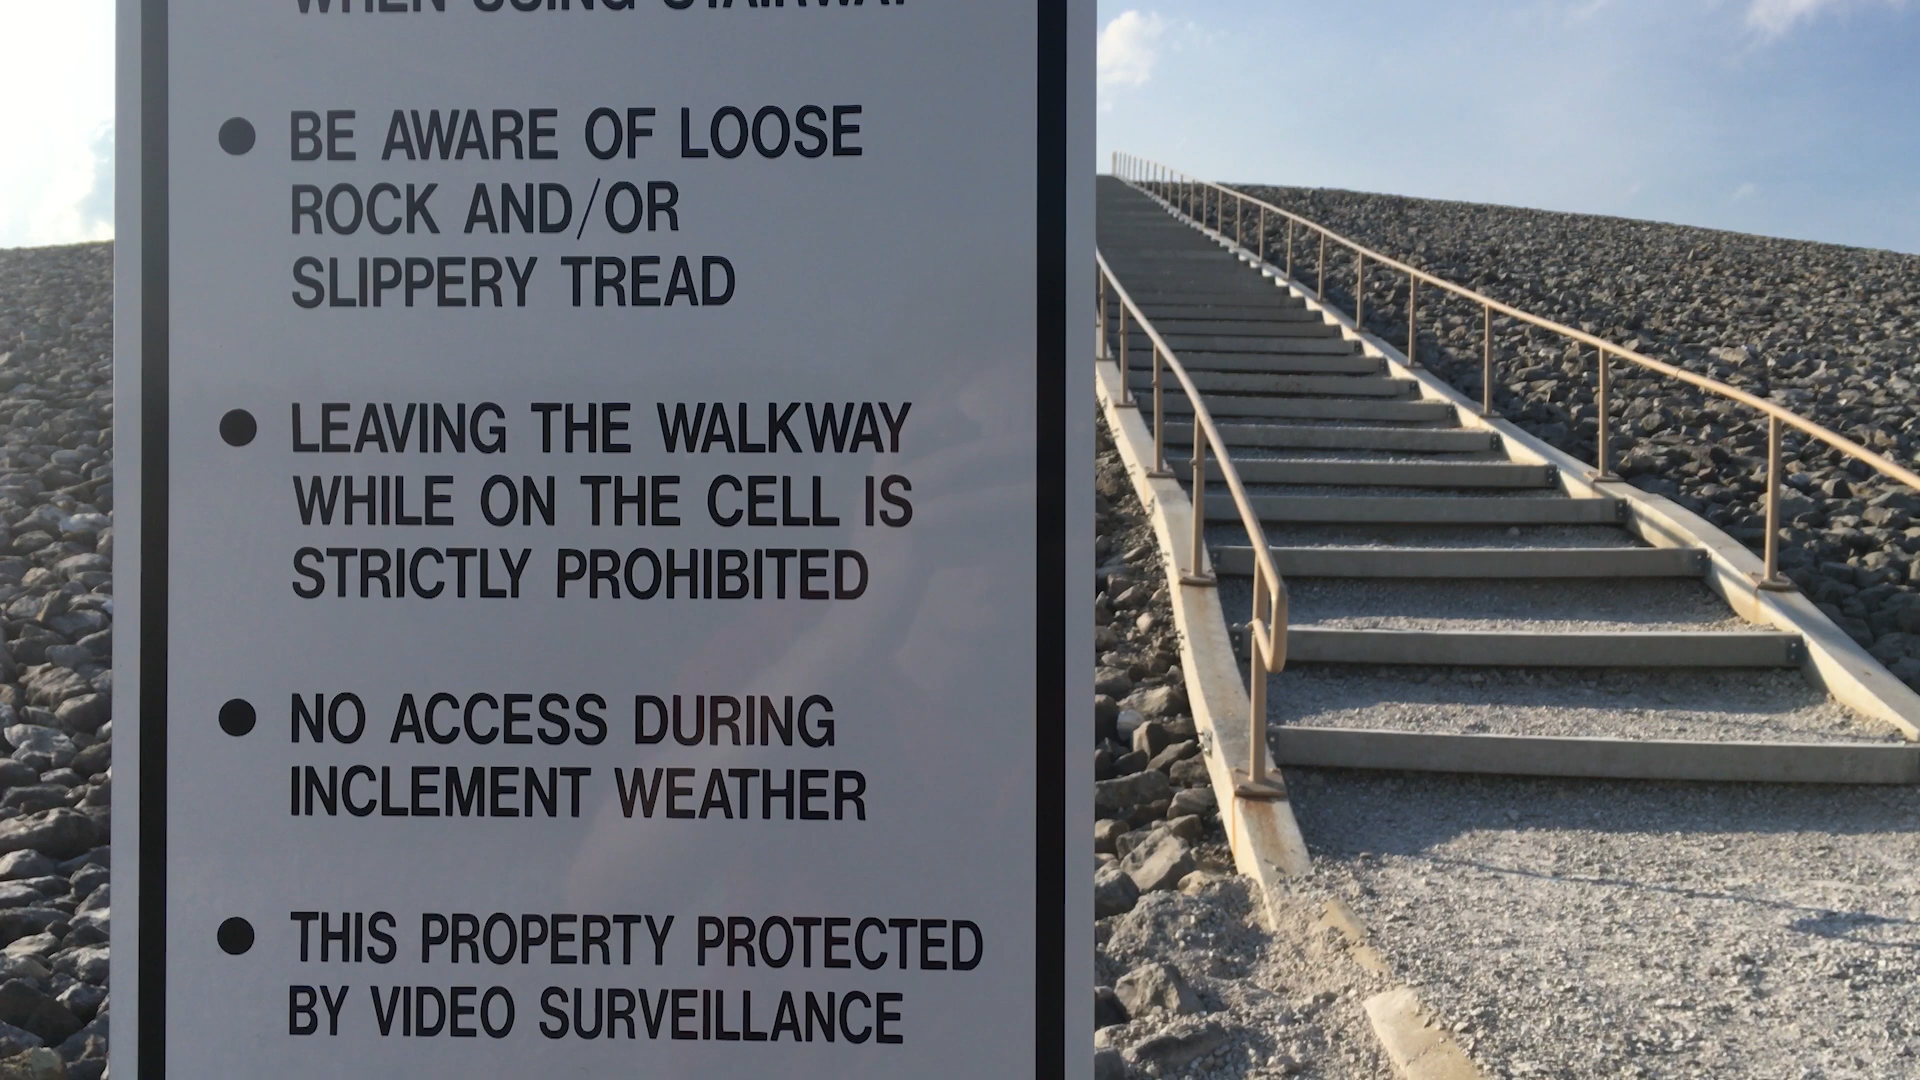 WHEN USING STAIRWAY
● BE AWARE OF LOOSE
ROCK AND/OR
SLIPPERY TREAD
● LEAVING THE WALKWAY
WHILE ON THE CELL IS
STRICTLY PROHIBITED
● NO ACCESS DURING
INCLEMENT WEATHER
● THIS PROPERTY PROTECTED
BY VIDEO SURVEILLANCE